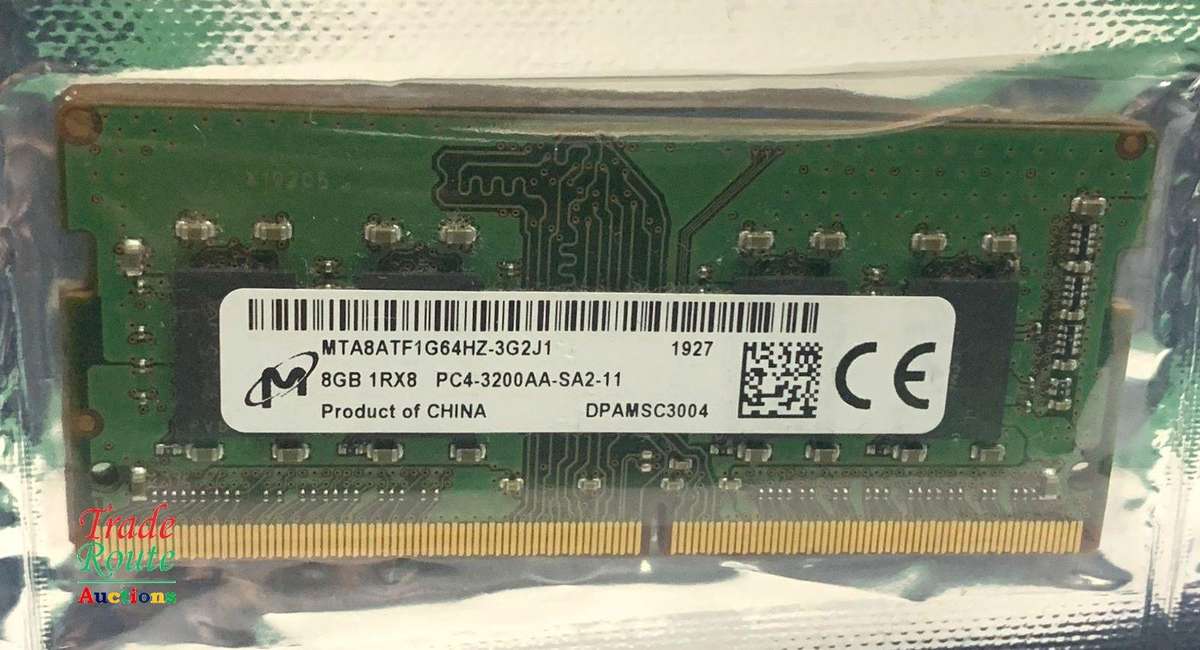 MTA8ATF1G64HZ-3G2J1 1927
8GB 1RX8 PC4-3200AA-SA2-11
Product of CHINA DPAMSC3004
CE
Trade
Route
Auctions